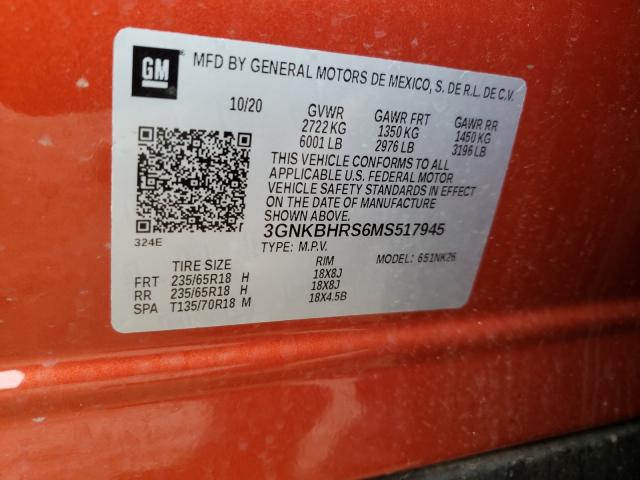 GM
MFD BY GENERAL MOTORS DE MEXICO, S. DE R.L. DE C.V.
10/20 GVWR GAWR FRT GAWR RR
2722 KG 1350 KG 1450 KG
6001 LB 2976 LB 3196 LB
THIS VEHICLE CONFORMS TO ALL
APPLICABLE U.S. FEDERAL MOTOR
VEHICLE SAFETY STANDARDS IN EFFECT
ON THE DATE OF MANUFACTURE
SHOWN ABOVE.
324E
3GNKBHRS6MS517945
TYPE: M.P.V. MODEL: 651NK26
TIRE SIZE RIM
FRT 235/65R18 H 18X8J
RR 235/65R18 H 18X8J
SPA T135/70R18 M 18X4.5B